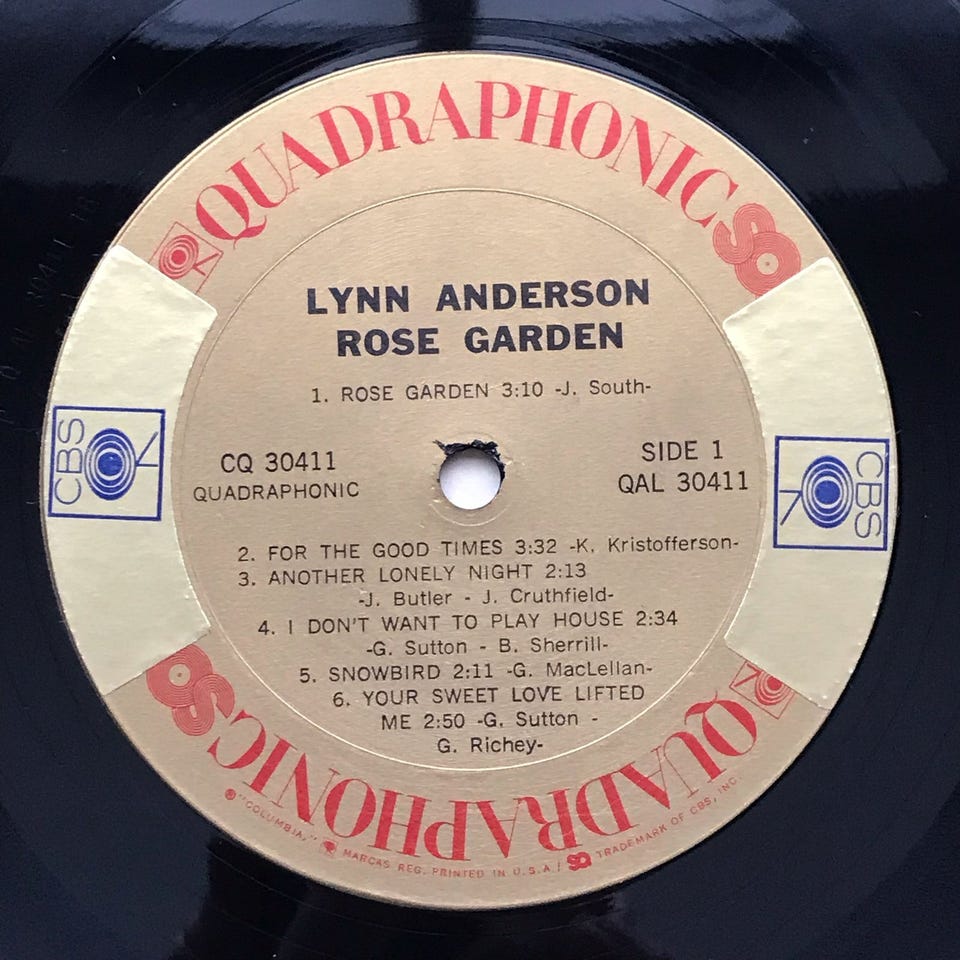 QUADRAPHONIC SQ
LYNN ANDERSON
ROSE GARDEN
1. ROSE GARDEN 3:10 -J. South-
CBS
CQ 30411
QUADRAPHONIC
SIDE 1
QAL 30411
CBS
2. FOR THE GOOD TIMES 3:32 -K. Kristofferson-
3. ANOTHER LONELY NIGHT 2:13
-J. Butler - J. Cruthfield-
4. I DON'T WANT TO PLAY HOUSE 2:34
-G. Sutton - B. Sherrill-
5. SNOWBIRD 2:11 -G. MacLellan-
6. YOUR SWEET LOVE LIFTED
ME 2:50 -G. Sutton -
G. Richey-
QUADRAPHONIC SQ
® "COLUMBIA," MARCAS REG. PRINTED IN U.S.A. / SQ TRADEMARK OF CBS, INC.